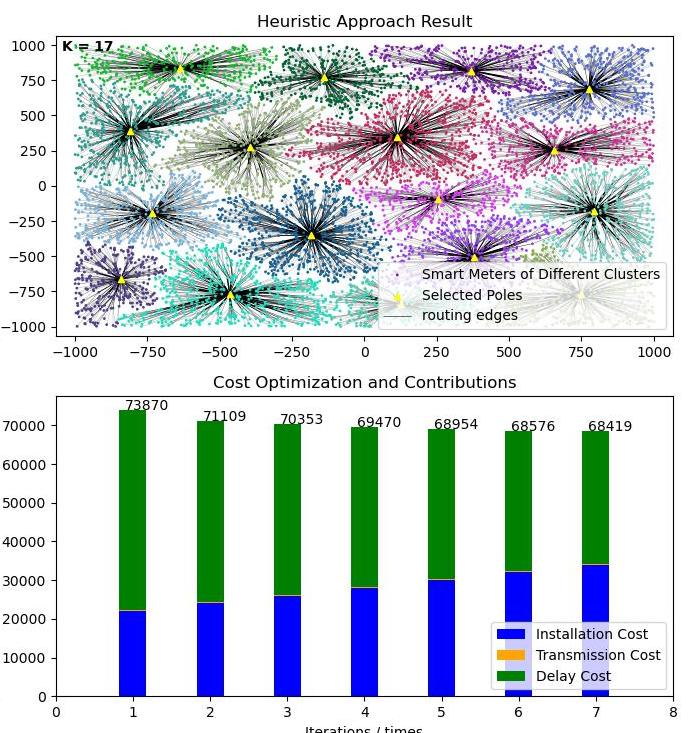 Heuristic Approach Result
K = 17
1000
750
500
250
0
−250
−500
−750
−1000
Smart Meters of Different Clusters
Selected Poles
routing edges
−1000 −750 −500 −250 0 250 500 750 1000
Cost Optimization and Contributions
73870 71109 70353 69470 68954 68576 68419
70000
60000
50000
40000
30000
20000
10000
0
Installation Cost
Transmission Cost
Delay Cost
0 1 2 3 4 5 6 7 8
Iterations / times